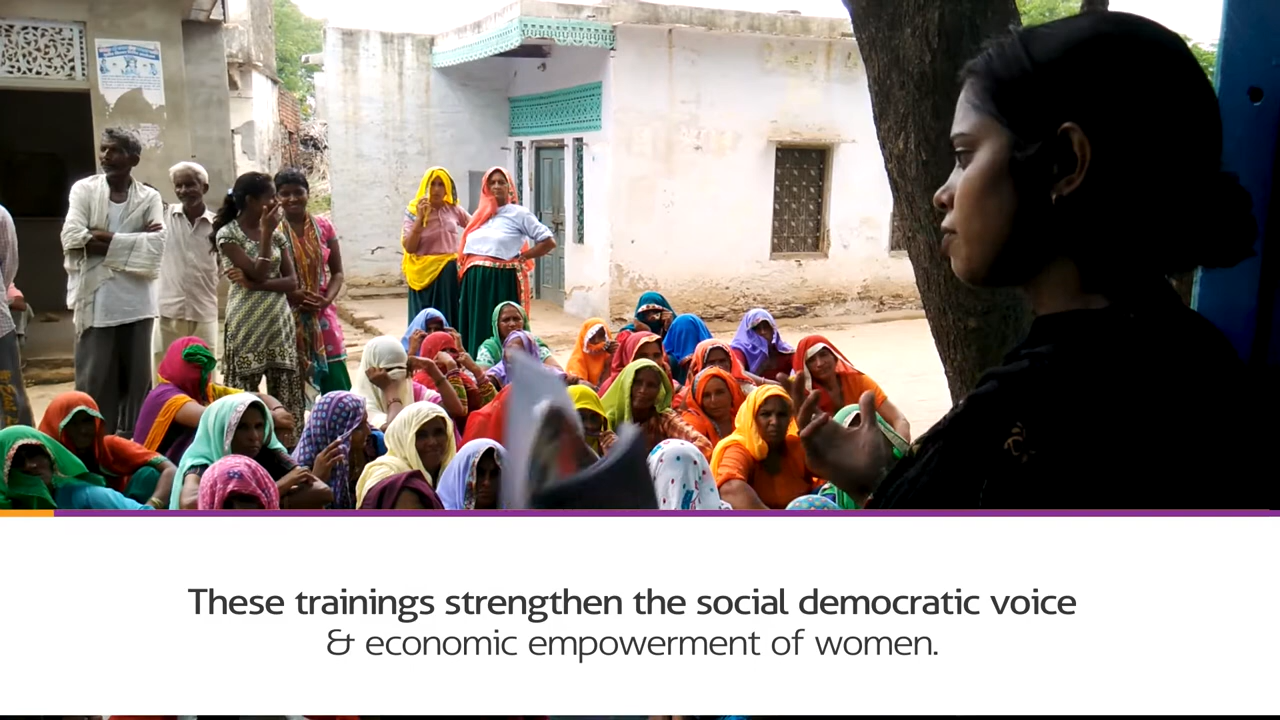 These trainings strengthen the social democratic voice
& economic empowerment of women.